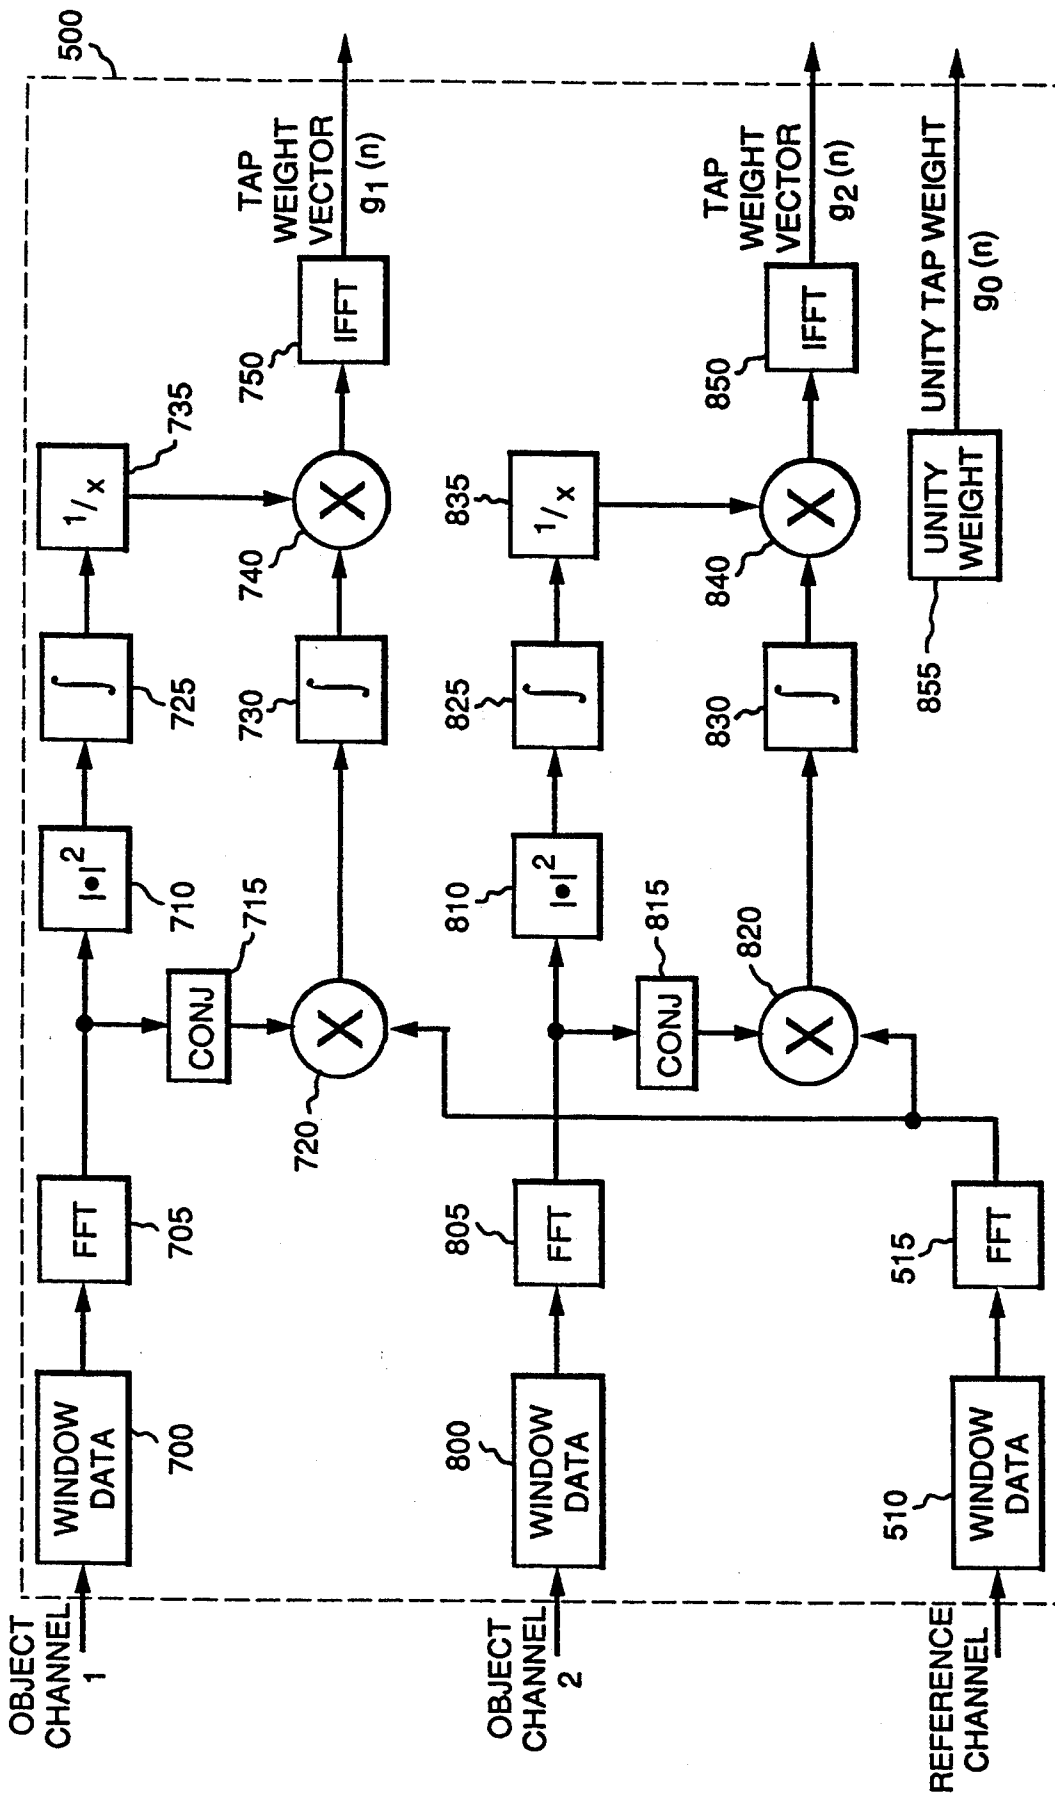 500
OBJECT
CHANNEL
1
WINDOW
DATA
700
FFT
705
|•|²
710
∫
725
1/x
735
CONJ
715
X
720
∫
730
X
740
IFFT
750
TAP
WEIGHT
VECTOR
g1 (n)
OBJECT
CHANNEL
2
WINDOW
DATA
800
FFT
805
|•|²
810
∫
825
1/x
835
CONJ
815
X
820
∫
830
X
840
IFFT
850
TAP
WEIGHT
VECTOR
g2 (n)
UNITY
WEIGHT
855
UNITY TAP WEIGHT
g0 (n)
REFERENCE
CHANNEL
WINDOW
DATA
510
FFT
515